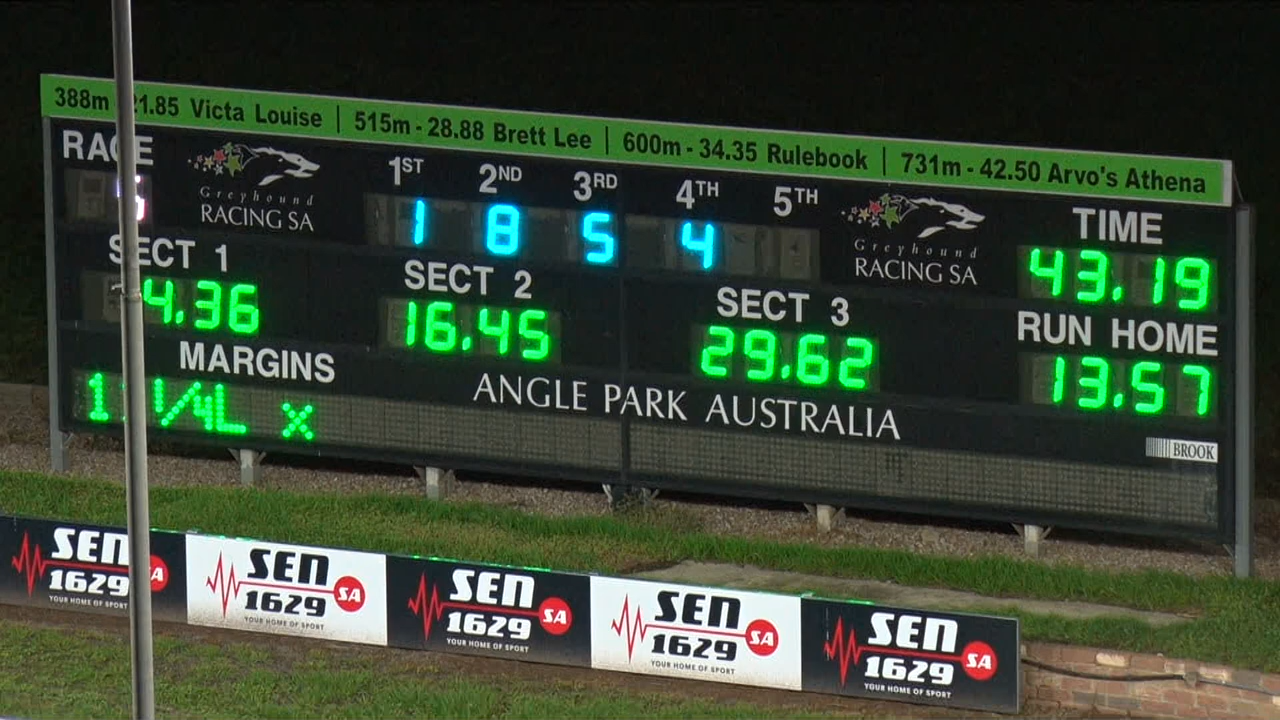 388m 21.85 Victa Louise | 515m - 28.88 Brett Lee | 600m - 34.35 Rulebook | 731m - 42.50 Arvo's Athena
RACE
Greyhound
RACING SA
1ST 2ND 3RD 4TH 5TH
1 8 5 4
Greyhound
RACING SA
TIME
43.19
SECT 1
4.36
SECT 2
16.45
SECT 3
29.62
RUN HOME
13.57
MARGINS
1/4L x
ANGLE PARK AUSTRALIA
BROOK
SEN
1629
SA
YOUR HOME OF SPORT
SEN
1629
SA
YOUR HOME OF SPORT
SEN
1629
SA
YOUR HOME OF SPORT
SEN
1629
SA
YOUR HOME OF SPORT
SEN
1629
SA
YOUR HOME OF SPORT